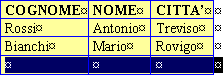 COGNOME¤ NOME¤ CITTA'¤ ¤
Rossi¤ Antonio¤ Treviso¤ ¤
Bianchi¤ Mario¤ Rovigo¤ ¤
¤ ¤ ¤ ¤